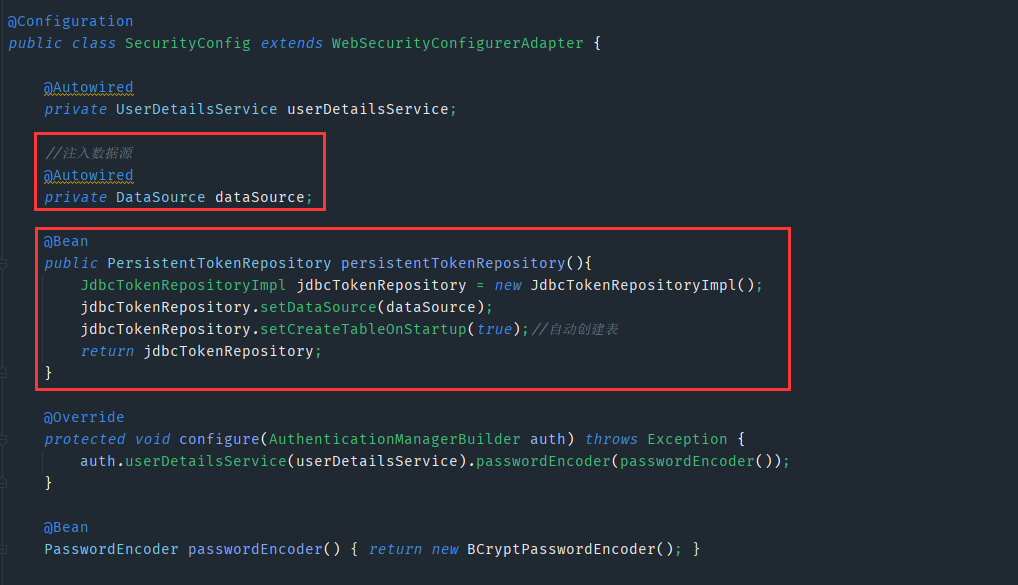 @Configuration
public class SecurityConfig extends WebSecurityConfigurerAdapter {
@Autowired
private UserDetailsService userDetailsService;
//注入数据源
@Autowired
private DataSource dataSource;
@Bean
public PersistentTokenRepository persistentTokenRepository(){
JdbcTokenRepositoryImpl jdbcTokenRepository = new JdbcTokenRepositoryImpl();
jdbcTokenRepository.setDataSource(dataSource);
jdbcTokenRepository.setCreateTableOnStartup(true);//自动创建表
return jdbcTokenRepository;
}
@Override
protected void configure(AuthenticationManagerBuilder auth) throws Exception {
auth.userDetailsService(userDetailsService).passwordEncoder(passwordEncoder());
}
@Bean
PasswordEncoder passwordEncoder() { return new BCryptPasswordEncoder(); }